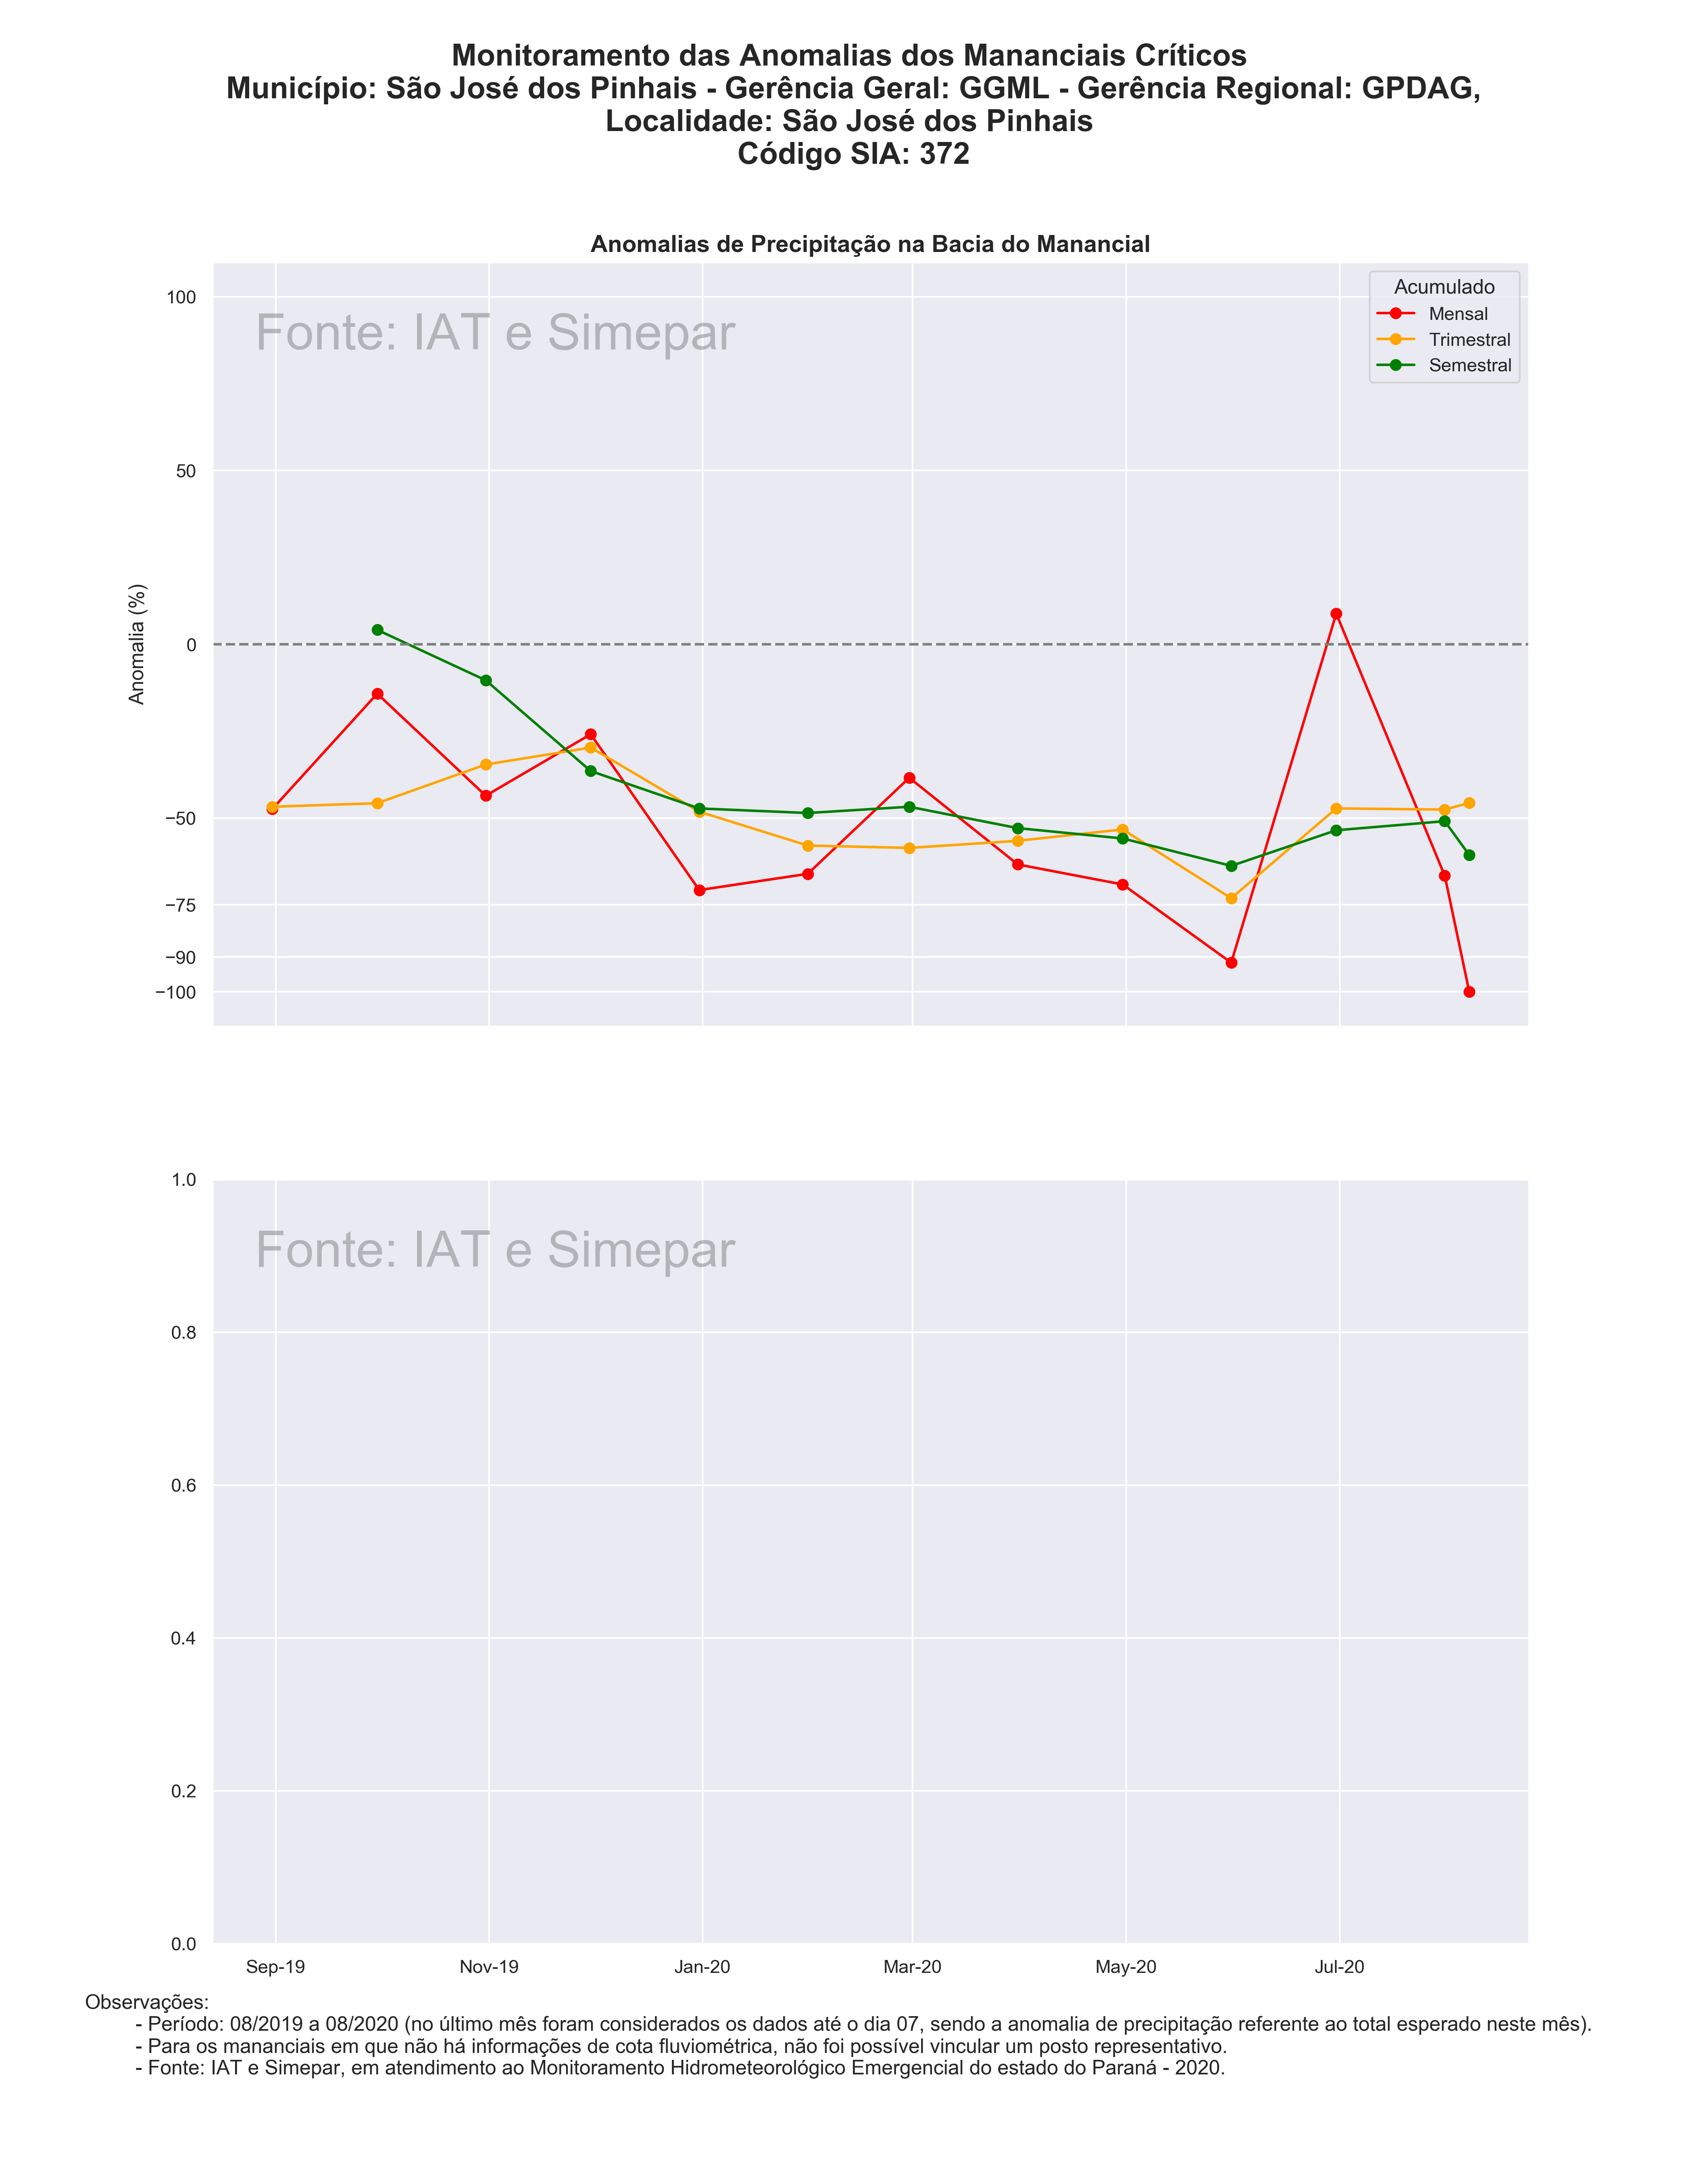 Monitoramento das Anomalias dos Mananciais Críticos
Município: São José dos Pinhais - Gerência Geral: GGML - Gerência Regional: GPDAG,
Localidade: São José dos Pinhais
Código SIA: 372
Anomalias de Precipitação na Bacia do Manancial
Fonte: IAT e Simepar
Acumulado
Mensal
Trimestral
Semestral
Anomalia (%)
100
50
0
−50
−75
−90
−100
Fonte: IAT e Simepar
1.0
0.8
0.6
0.4
0.2
0.0
Sep-19 Nov-19 Jan-20 Mar-20 May-20 Jul-20
Observações:
- Período: 08/2019 a 08/2020 (no último mês foram considerados os dados até o dia 07, sendo a anomalia de precipitação referente ao total esperado neste mês).
- Para os mananciais em que não há informações de cota fluviométrica, não foi possível vincular um posto representativo.
- Fonte: IAT e Simepar, em atendimento ao Monitoramento Hidrometeorológico Emergencial do estado do Paraná - 2020.